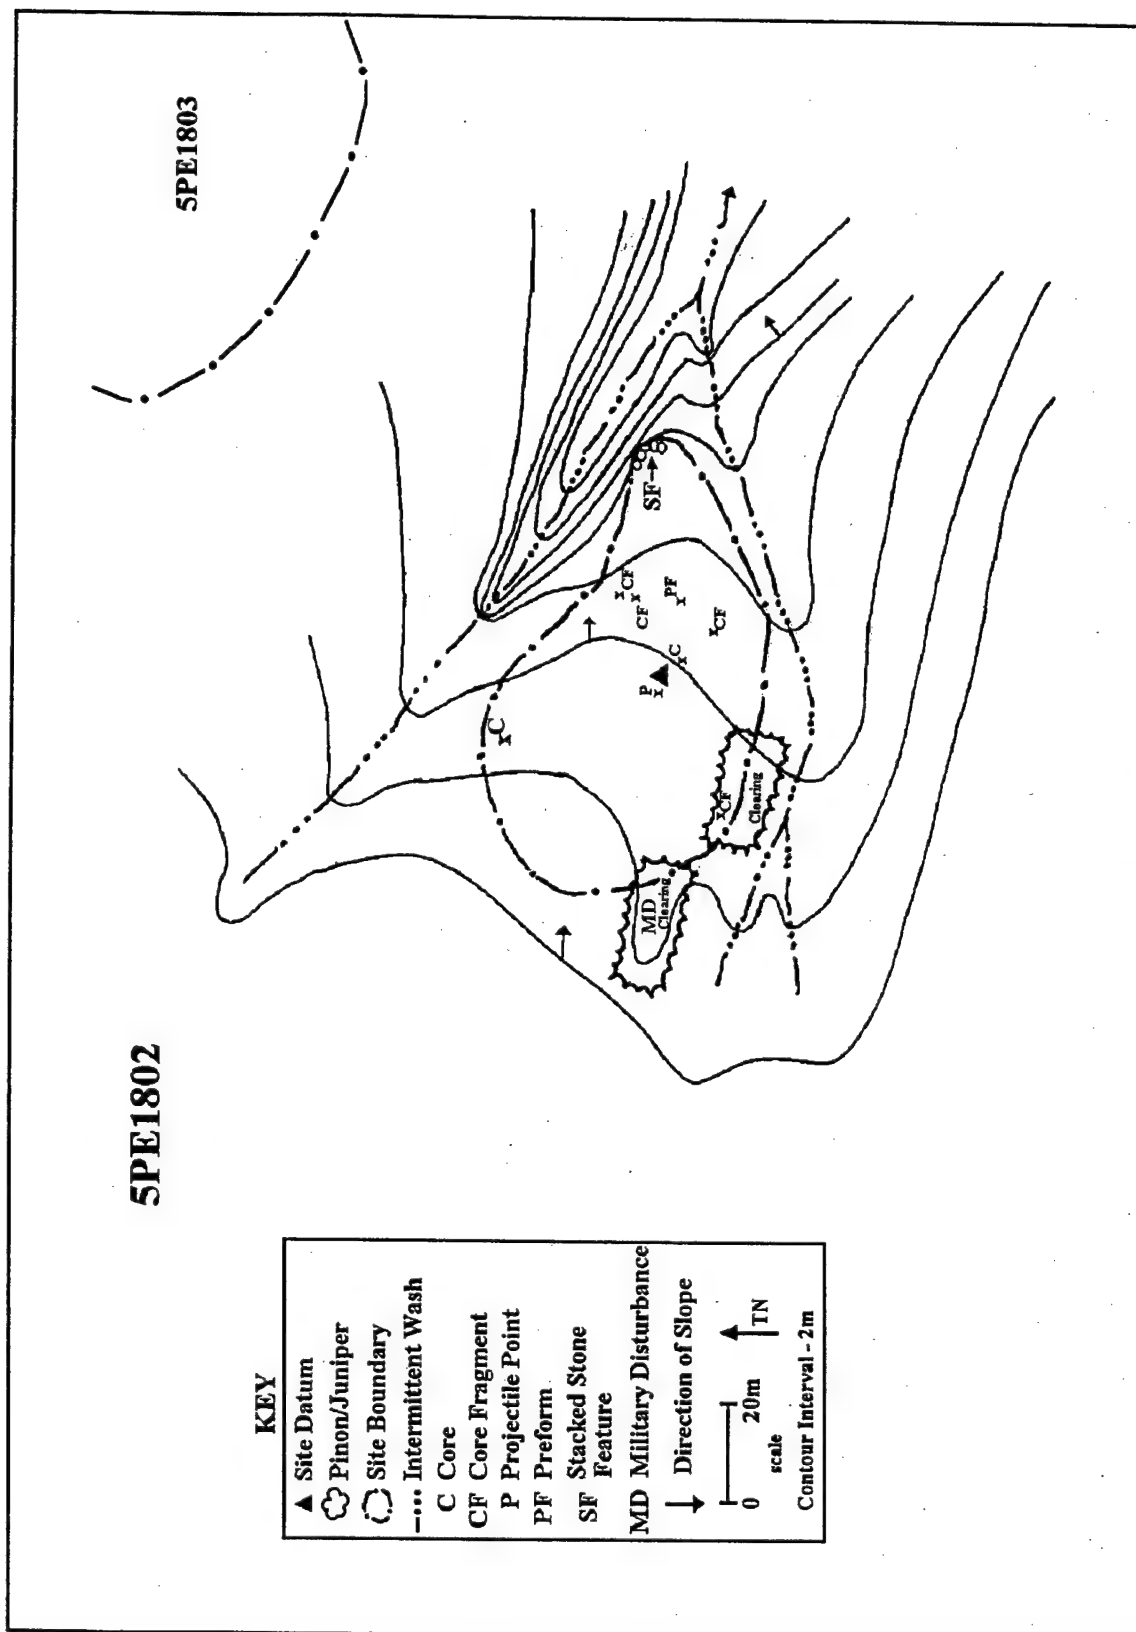 5PE1802
5PE1803
C
P
C
CF
CF
PF
CF
CF
SF
MD
Clearing
Clearing
KEY
Site Datum
Pinon/Juniper
Site Boundary
Intermittent Wash
C Core
CF Core Fragment
P Projectile Point
PF Preform
SF Stacked Stone
Feature
MD Military Disturbance
Direction of Slope
0 20m
scale
TN
Contour Interval - 2m